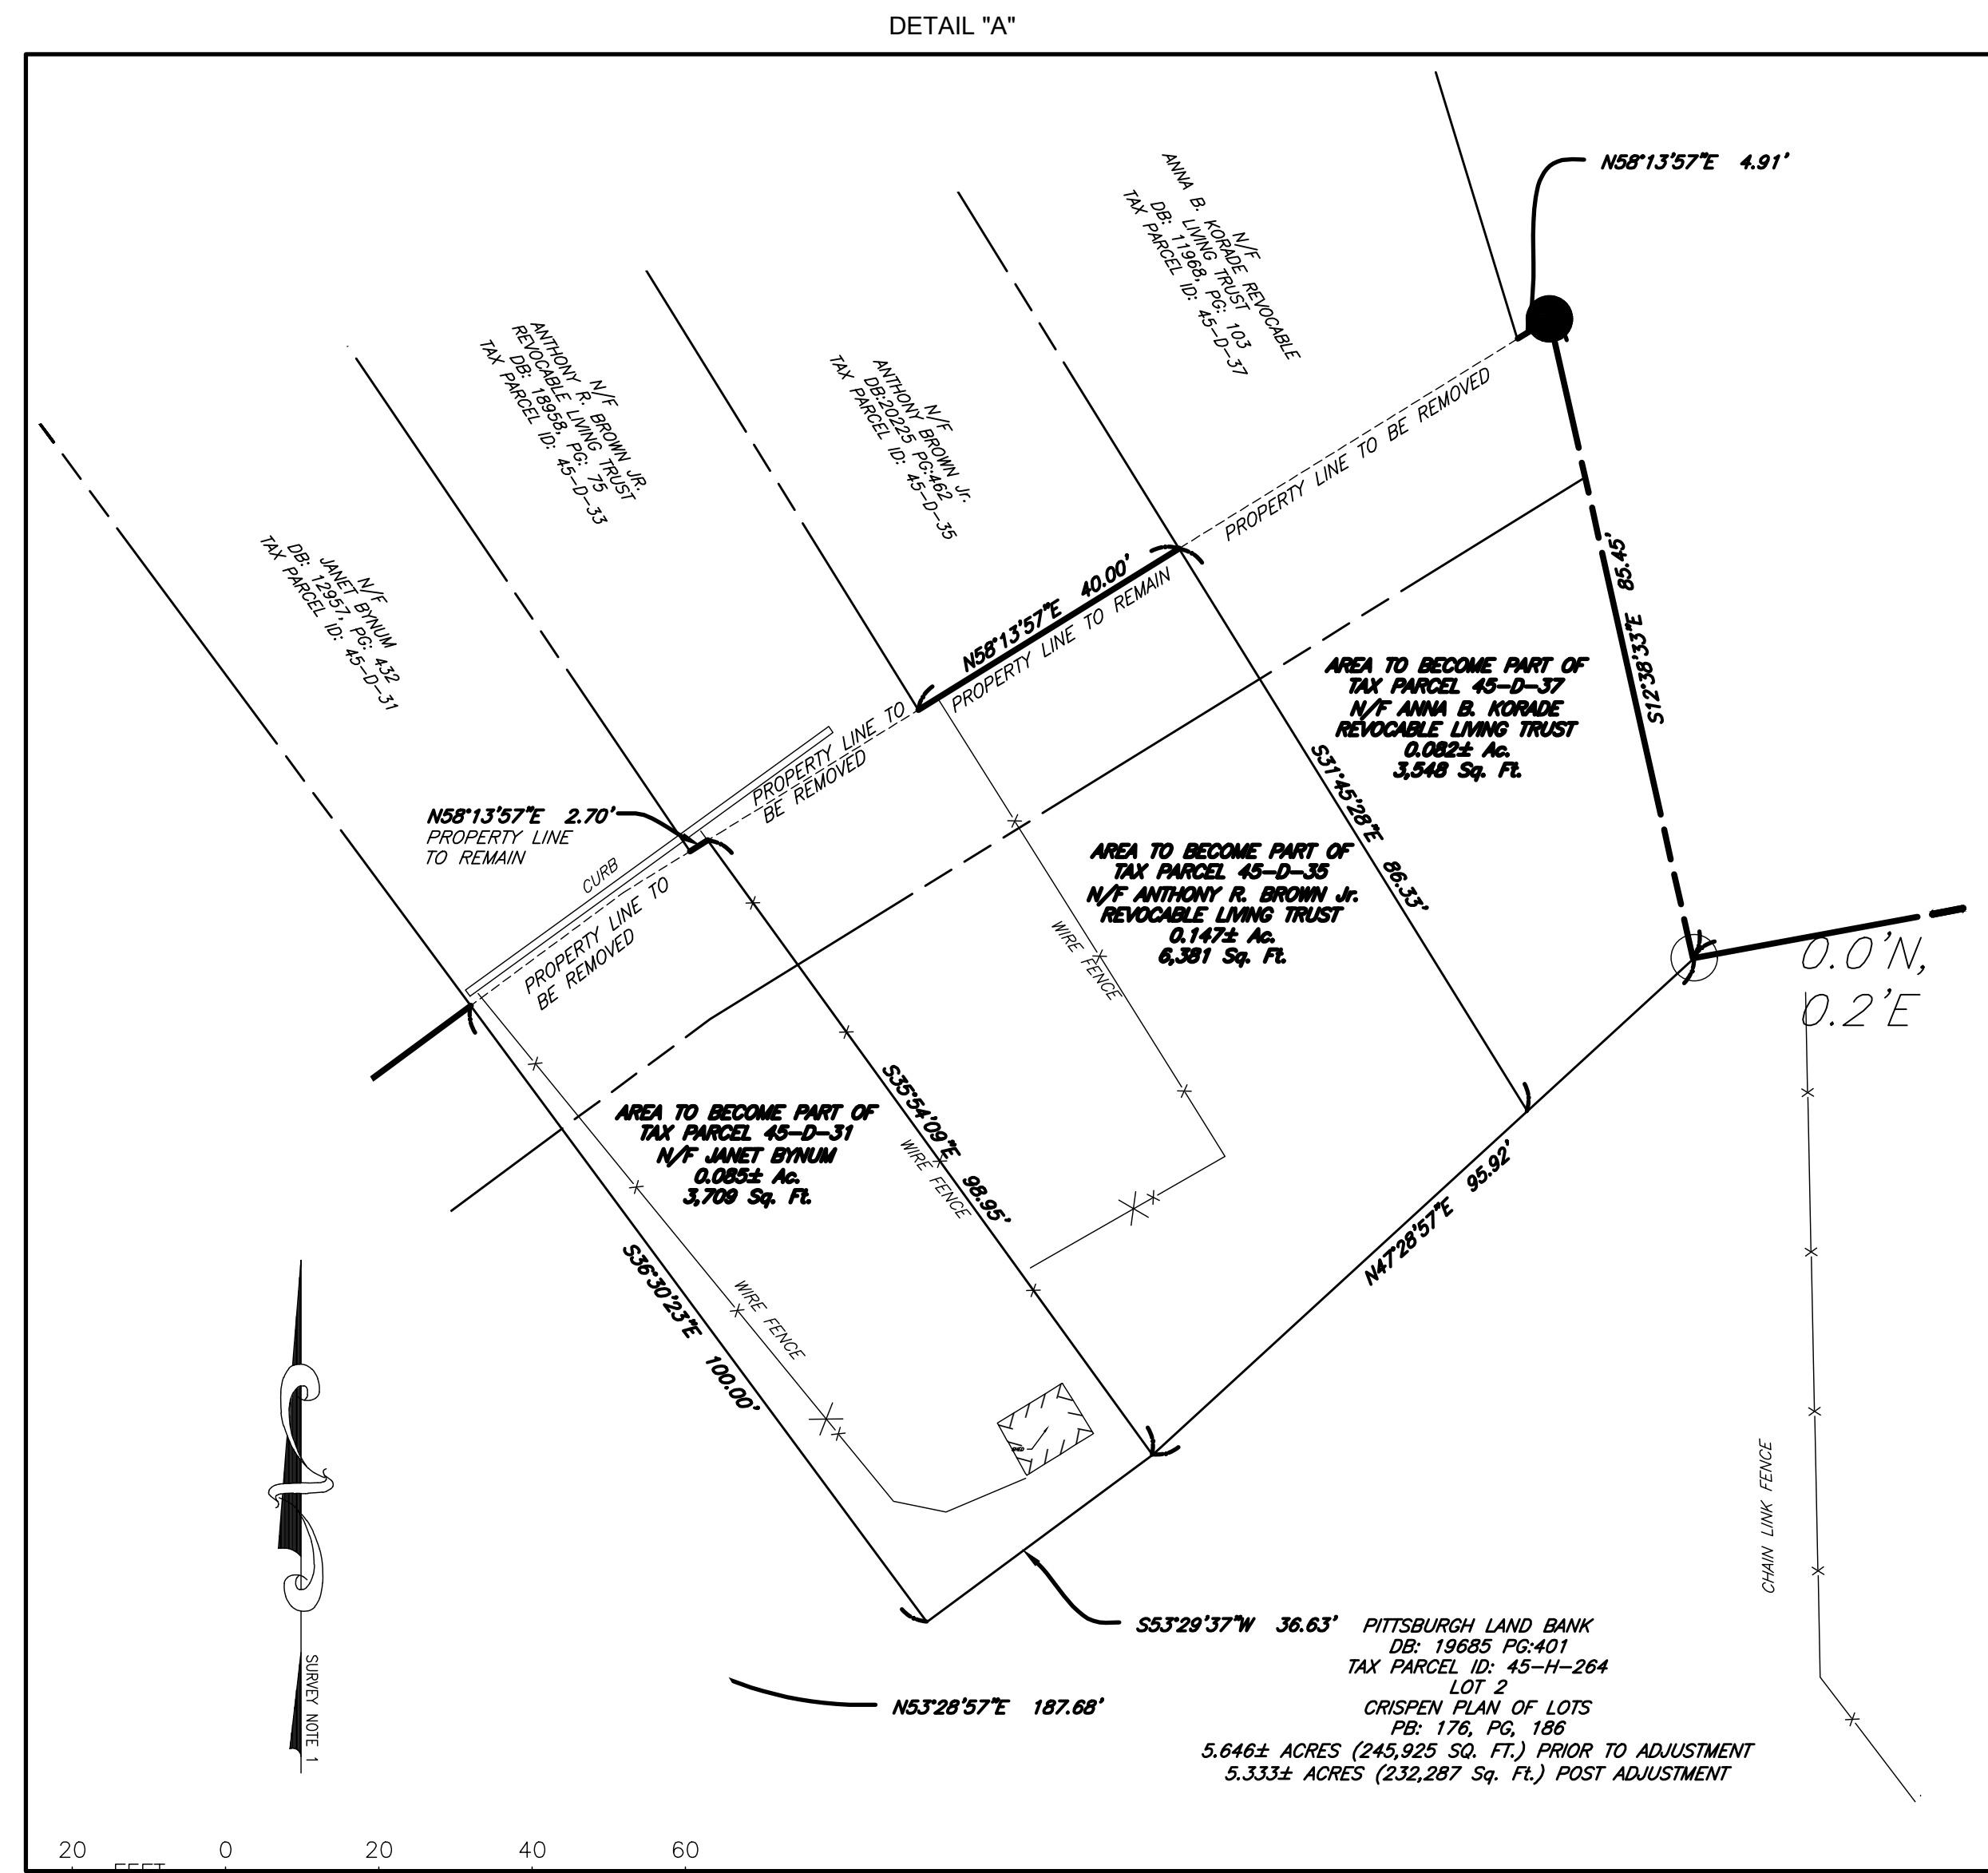 DETAIL "A"
N58°13'57"E 4.91'
N/F
ANNA B. KORADE REVOCABLE
LIVING TRUST
DB: 11968, PG: 103
TAX PARCEL ID: 45-D-37
N/F
ANTHONY R. BROWN JR.
REVOCABLE LIVING TRUST
DB: 18958, PG: 75
TAX PARCEL ID: 45-D-33
N/F
ANTHONY BROWN Jr.
DB:20225 PG:462
TAX PARCEL ID: 45-D-35
N/F
JANET BYNUM
DB: 12957, PG: 432
TAX PARCEL ID: 45-D-31
PROPERTY LINE TO BE REMOVED
N58°13'57"E 40.00'
PROPERTY LINE TO REMAIN
S12°38'33"E 85.45'
AREA TO BECOME PART OF
TAX PARCEL 45-D-37
N/F ANNA B. KORADE
REVOCABLE LIVING TRUST
0.082± Ac.
3,548 Sq. Ft.
PROPERTY LINE TO
BE REMOVED
S31°45'28"E 86.33'
N58°13'57"E 2.70'
PROPERTY LINE
TO REMAIN
CURB
PROPERTY LINE TO
BE REMOVED
AREA TO BECOME PART OF
TAX PARCEL 45-D-35
N/F ANTHONY R. BROWN Jr.
REVOCABLE LIVING TRUST
0.147± Ac.
6,381 Sq. Ft.
WIRE FENCE
0.0'N,
0.2'E
AREA TO BECOME PART OF
TAX PARCEL 45-D-31
N/F JANET BYNUM
0.085± Ac.
3,709 Sq. Ft.
S35°54'09"E 98.95'
WIRE FENCE
N47°28'57"E 95.92'
S36°30'23"E 100.00'
WIRE FENCE
CHAIN LINK FENCE
SURVEY NOTE 1
S53°29'37"W 36.63'
N53°28'57"E 187.68'
PITTSBURGH LAND BANK
DB: 19685 PG:401
TAX PARCEL ID: 45-H-264
LOT 2
CRISPEN PLAN OF LOTS
PB: 176, PG, 186
5.646± ACRES (245,925 SQ. FT.) PRIOR TO ADJUSTMENT
5.333± ACRES (232,287 Sq. Ft.) POST ADJUSTMENT
20 0 20 40 60
FEET